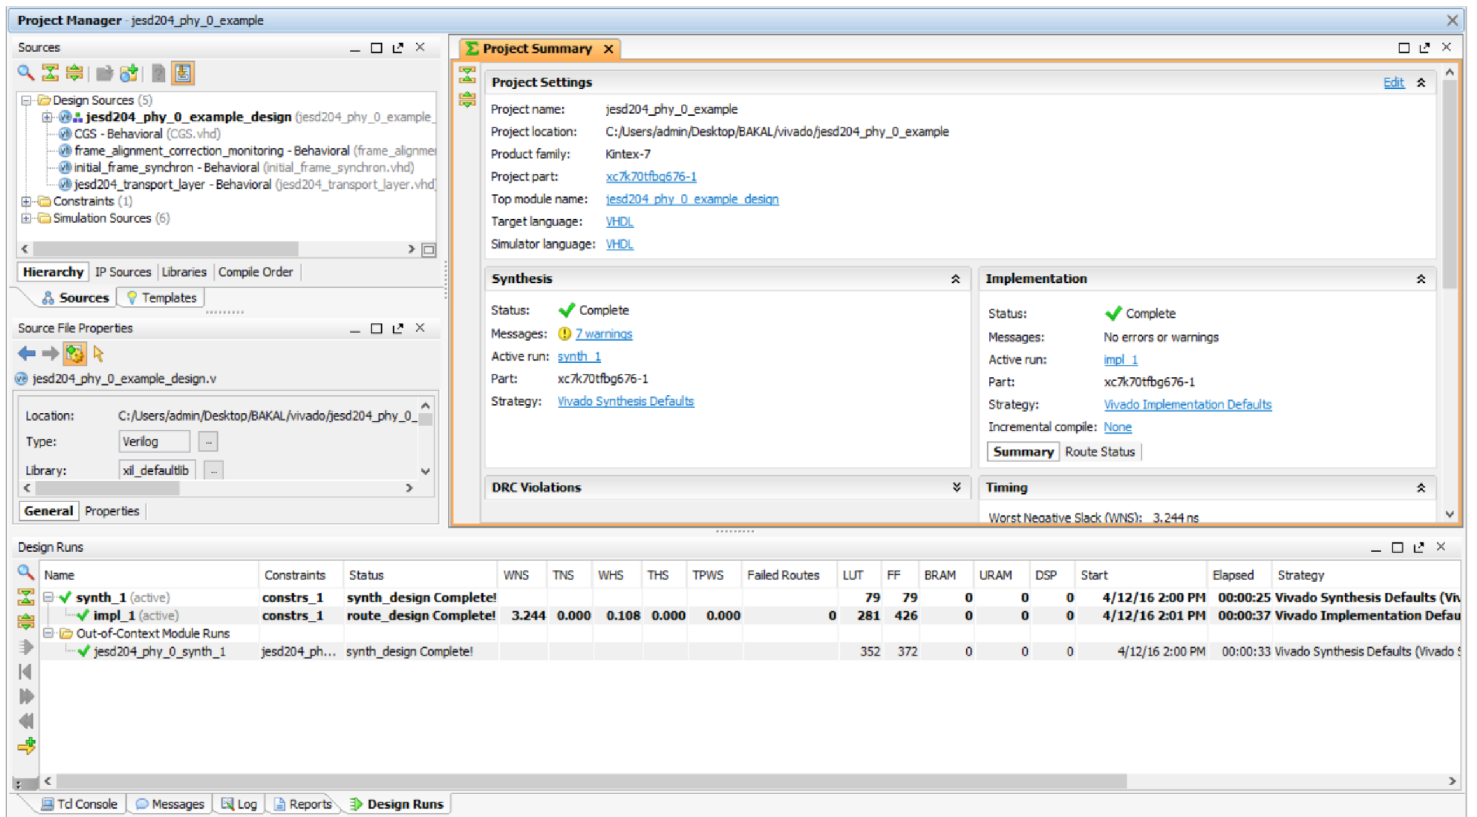 Project Manager - jesd204_phy_0_example
Sources
Design Sources (5)
jesd204_phy_0_example_design (jesd204_phy_0_example_
CGS - Behavioral (CGS.vhd)
frame_alignment_correction_monitoring - Behavioral (frame_alignme
initial_frame_synchron - Behavioral (initial_frame_synchron.vhd)
jesd204_transport_layer - Behavioral (jesd204_transport_layer.vhd
Constraints (1)
Simulation Sources (6)
Hierarchy IP Sources Libraries Compile Order
Sources Templates
Source File Properties
jesd204_phy_0_example_design.v
Location: C:/Users/admin/Desktop/BAKAL/vivado/jesd204_phy_0_
Type: Verilog ...
Library: xil_defaultlib ...
General Properties
Σ Project Summary
Project Settings Edit
Project name: jesd204_phy_0_example
Project location: C:/Users/admin/Desktop/BAKAL/vivado/jesd204_phy_0_example
Product family: Kintex-7
Project part: xc7k70tfbg676-1
Top module name: jesd204_phy_0_example_design
Target language: VHDL
Simulator language: VHDL
Synthesis
Status: Complete
Messages: 7 warnings
Active run: synth_1
Part: xc7k70tfbg676-1
Strategy: Vivado Synthesis Defaults
Implementation
Status: Complete
Messages: No errors or warnings
Active run: impl_1
Part: xc7k70tfbg676-1
Strategy: Vivado Implementation Defaults
Incremental compile: None
Summary Route Status
DRC Violations
Timing
Worst Negative Slack (WNS): 3.244 ns
Design Runs
Name Constraints Status WNS TNS WHS THS TPWS Failed Routes LUT FF BRAM URAM DSP Start Elapsed Strategy
synth_1 (active) constrs_1 synth_design Complete! 79 79 0 0 0 4/12/16 2:00 PM 00:00:25 Vivado Synthesis Defaults (Viv
impl_1 (active) constrs_1 route_design Complete! 3.244 0.000 0.108 0.000 0.000 0 281 426 0 0 0 4/12/16 2:01 PM 00:00:37 Vivado Implementation Defau
Out-of-Context Module Runs
jesd204_phy_0_synth_1 jesd204_ph... synth_design Complete! 352 372 0 0 0 4/12/16 2:00 PM 00:00:33 Vivado Synthesis Defaults (Vivado S
Tcl Console Messages Log Reports Design Runs